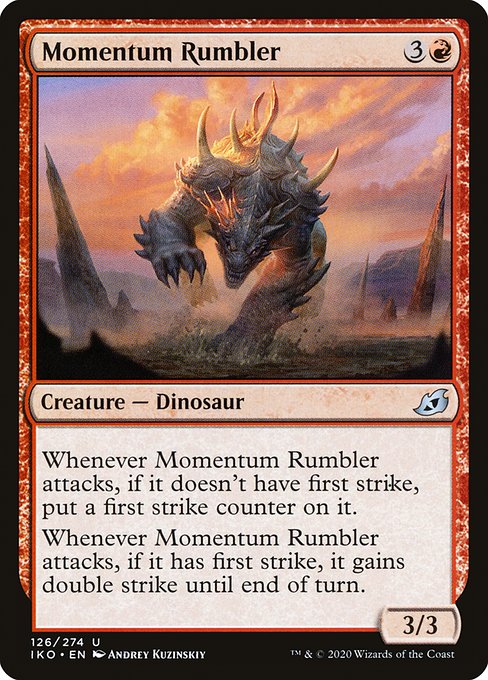 Momentum Rumbler 3
Creature — Dinosaur
Whenever Momentum Rumbler
attacks, if it doesn't have first strike,
put a first strike counter on it.
Whenever Momentum Rumbler
attacks, if it has first strike, it gains
double strike until end of turn.
3/3
126/274 U
IKO • EN Andrey Kuzinskiy
™ & © 2020 Wizards of the Coast